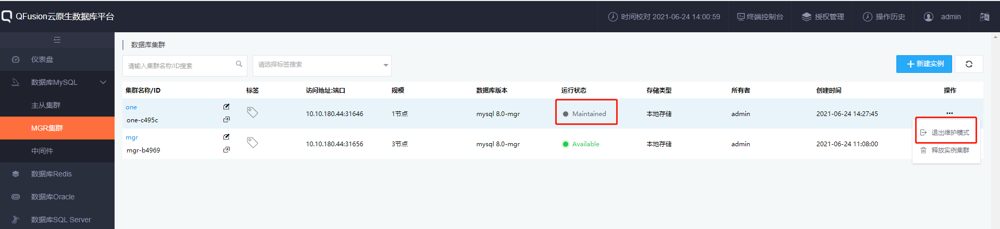 QFusion云原生数据库平台
时间校对 2021-06-24 14:00:59
终端控制台
授权管理
操作历史
admin
仪表盘
数据库MySQL
主从集群
MGR集群
中间件
数据库Redis
数据库Oracle
数据库SQL Server
数据库集群
请输入集群名称/ID搜索
请选择标签搜索
新建实例
集群名称/ID 标签 访问地址:端口 规模 数据库版本 运行状态 存储类型 所有者 创建时间 操作
one
one-c495c
10.10.180.44:31646 1节点 mysql 8.0-mgr Maintained 本地存储 admin 2021-06-24 14:27:45 •••
mgr
mgr-b4969
10.10.180.44:31656 3节点 mysql 8.0-mgr Available 本地存储 admin 2021-06-24 11:08:00
退出维护模式
释放实例集群